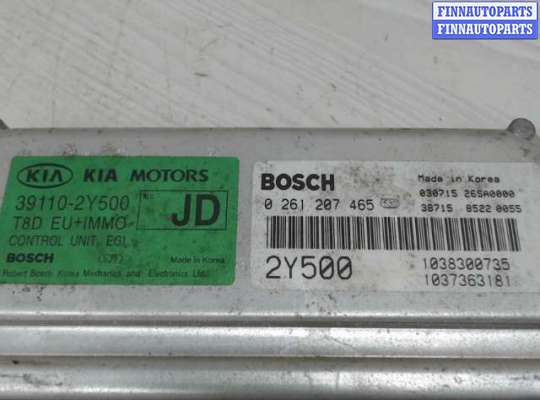 FINNAUTOPARTS
FINNAUTOPARTS
KIA KIA MOTORS
39110-2Y500
T8D EU+IMMO
JD
CONTROL UNIT, EGI
BOSCH
Made in Korea
Robert Bosch Korea Mechanics and Electronics Ltd.
BOSCH
Made in Korea
030715 265A0000
0 261 207 465
38715 8522 0055
2Y500
1038300735
1037363181